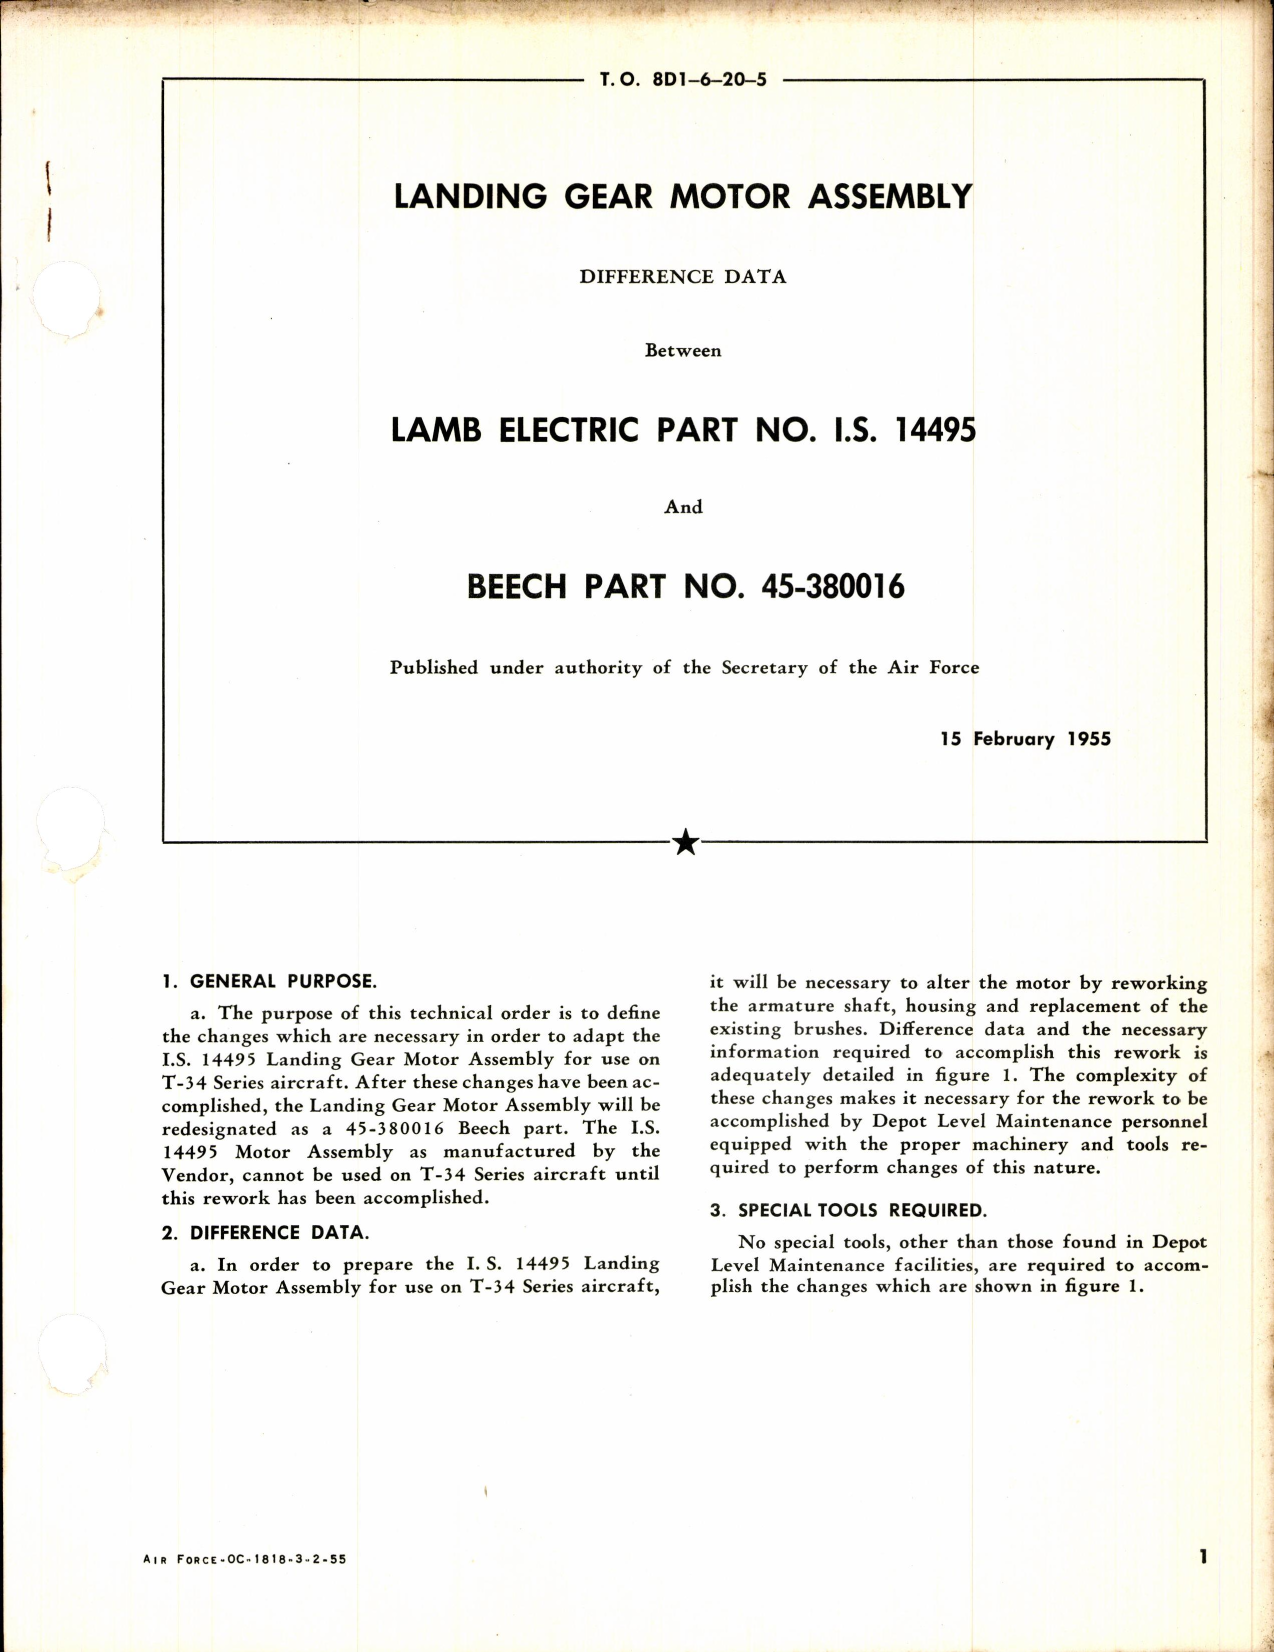 T. O. 8D1-6-20-5
LANDING GEAR MOTOR ASSEMBLY
DIFFERENCE DATA
Between
LAMB ELECTRIC PART NO. I.S. 14495
And
BEECH PART NO. 45-380016
Published under authority of the Secretary of the Air Force
15 February 1955
1. GENERAL PURPOSE.
a. The purpose of this technical order is to define
the changes which are necessary in order to adapt the
I.S. 14495 Landing Gear Motor Assembly for use on
T-34 Series aircraft. After these changes have been ac-
complished, the Landing Gear Motor Assembly will be
redesignated as a 45-380016 Beech part. The I.S.
14495 Motor Assembly as manufactured by the
Vendor, cannot be used on T-34 Series aircraft until
this rework has been accomplished.
2. DIFFERENCE DATA.
a. In order to prepare the I. S. 14495 Landing
Gear Motor Assembly for use on T-34 Series aircraft,
it will be necessary to alter the motor by reworking
the armature shaft, housing and replacement of the
existing brushes. Difference data and the necessary
information required to accomplish this rework is
adequately detailed in figure 1. The complexity of
these changes makes it necessary for the rework to be
accomplished by Depot Level Maintenance personnel
equipped with the proper machinery and tools re-
quired to perform changes of this nature.
3. SPECIAL TOOLS REQUIRED.
No special tools, other than those found in Depot
Level Maintenance facilities, are required to accom-
plish the changes which are shown in figure 1.
AIR FORCE-OC-1818-3-2-55
1